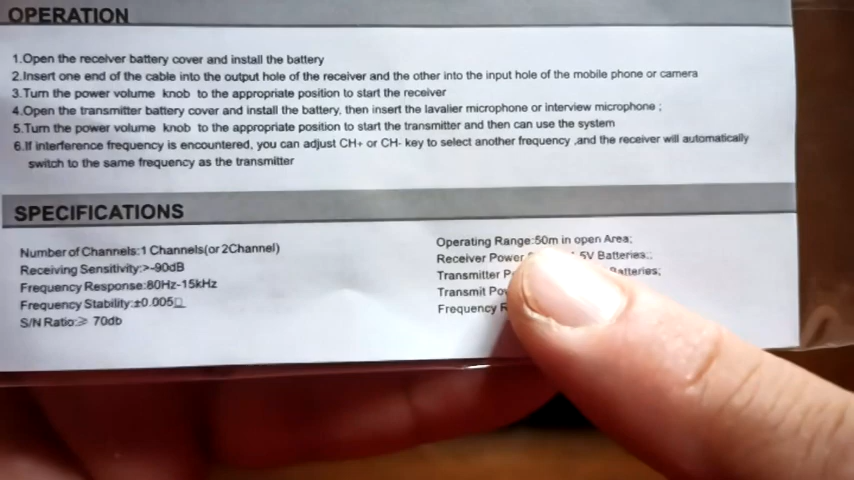 OPERATION
1.Open the receiver battery cover and install the battery
2.Insert one end of the cable into the output hole of the receiver and the other into the input hole of the mobile phone or camera
3.Turn the power volume knob to the appropriate position to start the receiver
4.Open the transmitter battery cover and install the battery, then insert the lavalier microphone or interview microphone ;
5.Turn the power volume knob to the appropriate position to start the transmitter and then can use the system
6.If interference frequency is encountered, you can adjust CH+ or CH- key to select another frequency ,and the receiver will automatically
switch to the same frequency as the transmitter
SPECIFICATIONS
Number of Channels:1 Channels(or 2Channel)
Receiving Sensitivity:>-90dB
Frequency Response:80Hz-15kHz
Frequency Stability:±0.005□
S/N Ratio:≥ 70db
Operating Range:50m in open Area;
Receiver Power 5V Batteries;
Transmitter Batteries;
Transmit
Frequency